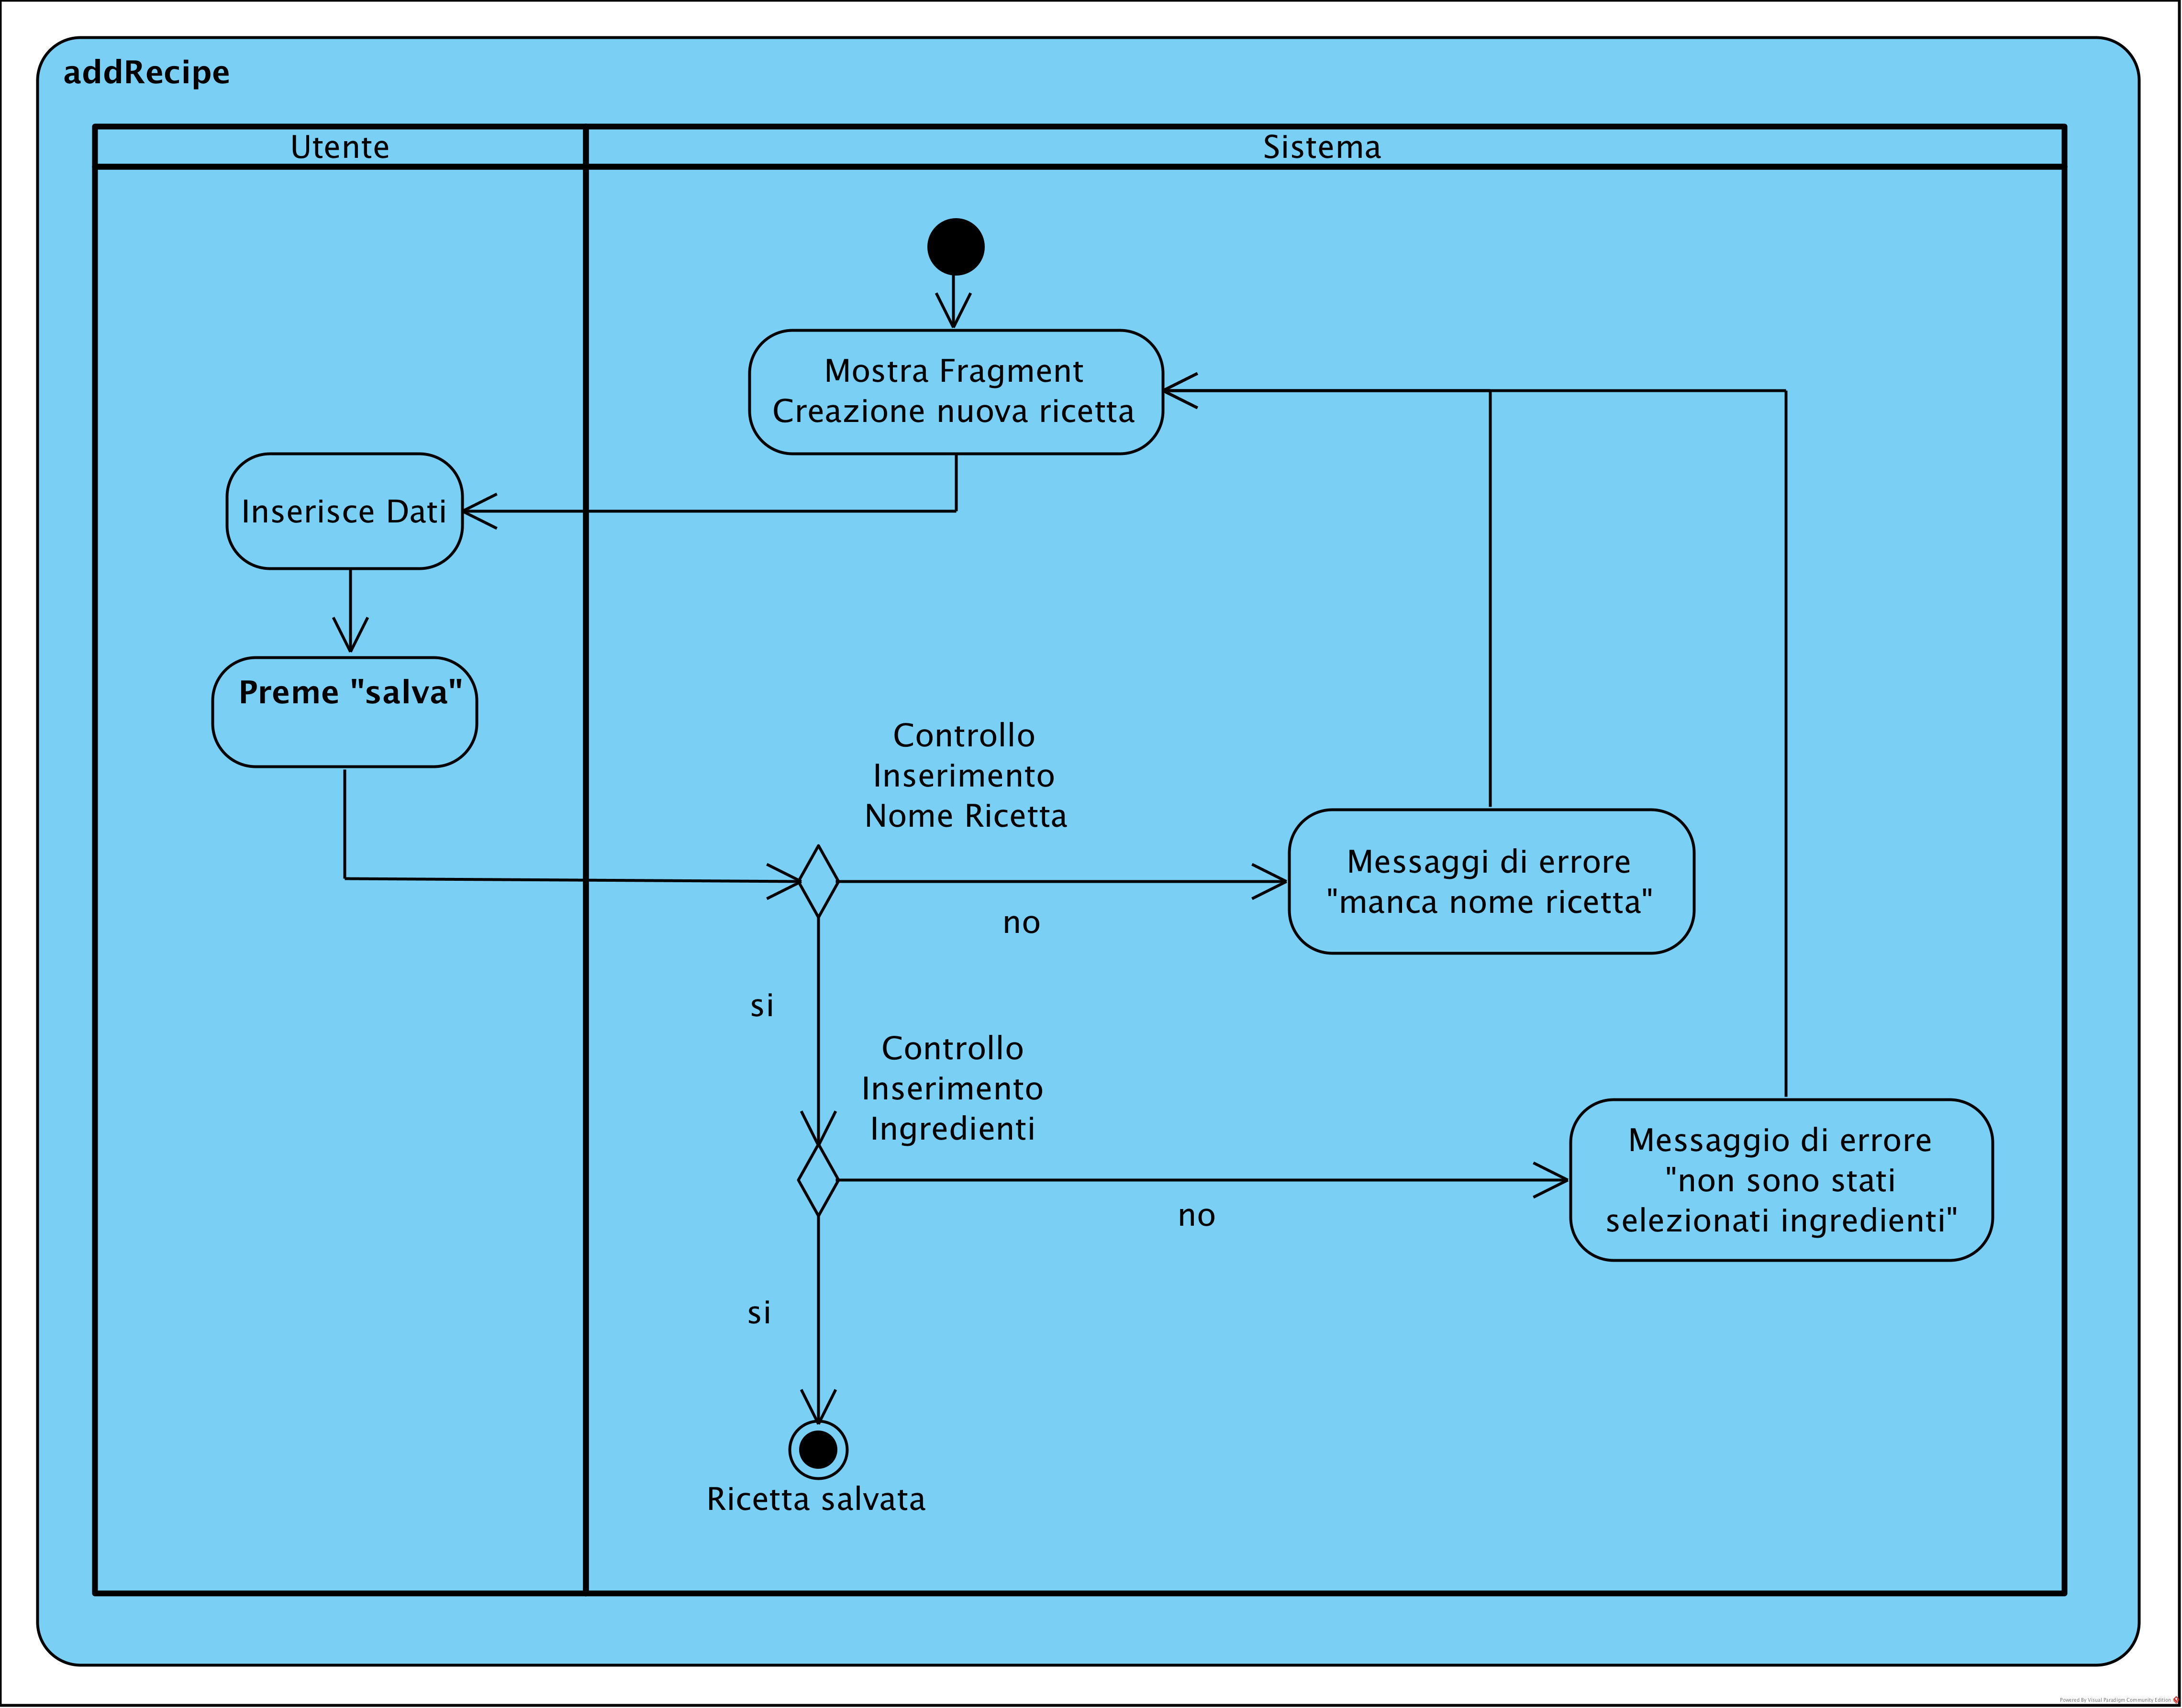 addRecipe
Utente
Sistema
Mostra Fragment
Creazione nuova ricetta
Inserisce Dati
Preme "salva"
Controllo
Inserimento
Nome Ricetta
Messaggi di errore
"manca nome ricetta"
no
si
Controllo
Inserimento
Ingredienti
Messaggio di errore
"non sono stati
selezionati ingredienti"
no
si
Ricetta salvata
Powered By Visual Paradigm Community Edition